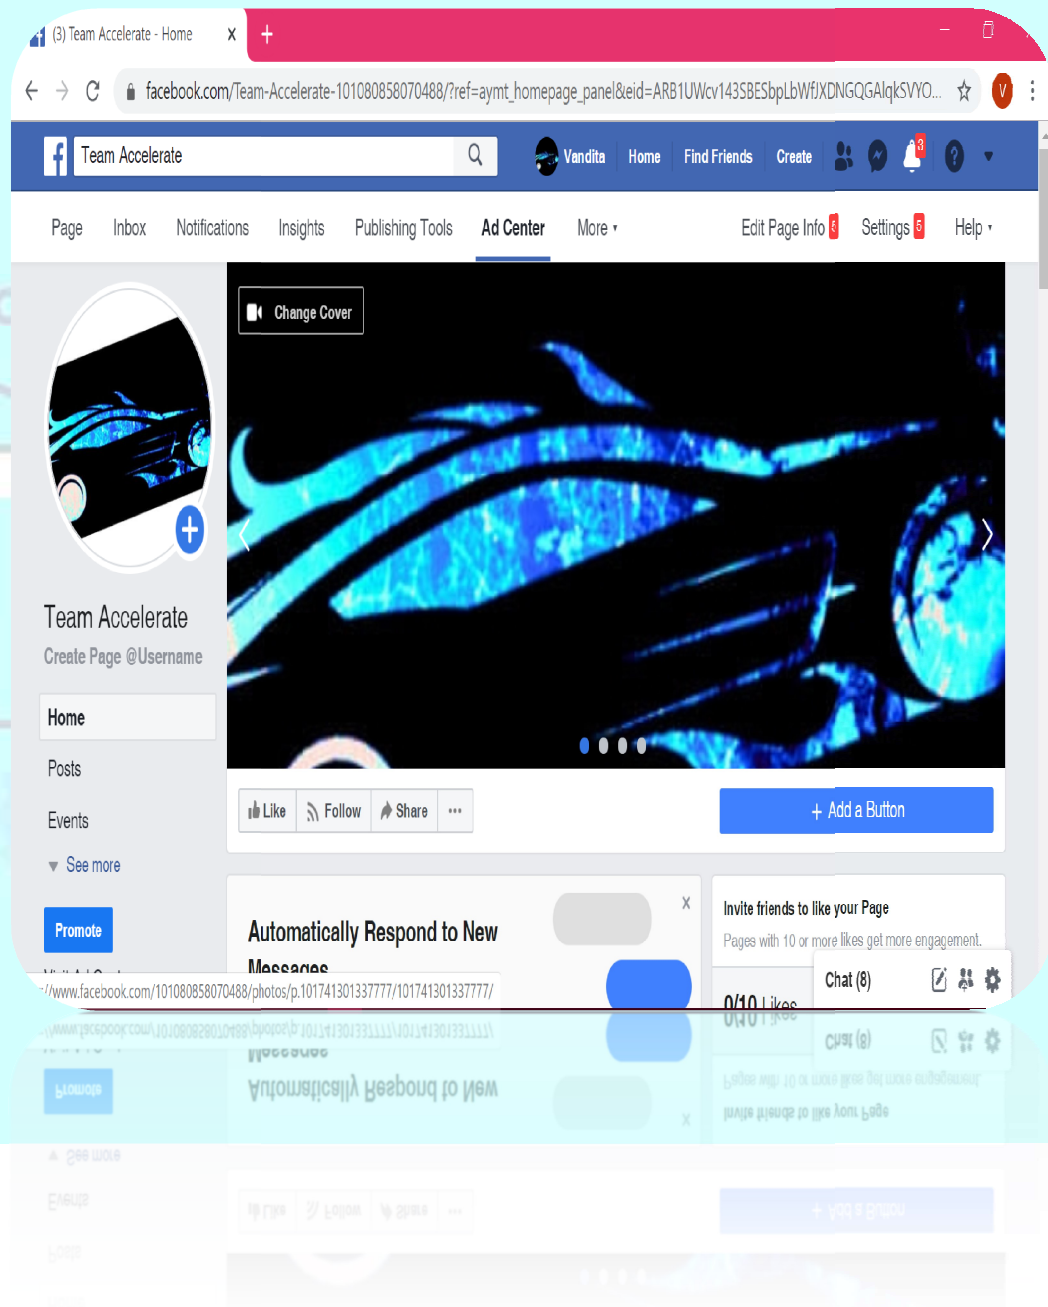 (3) Team Accelerate - Home
facebook.com/Team-Accelerate-101080858070488/?ref=aymt_homepage_panel&eid=ARB1UWcv143SBESbpLbWfJXDNGQGAlqkSVYO...
V
Team Accelerate
Vandita
Home
Find Friends
Create
3
Page
Inbox
Notifications
Insights
Publishing Tools
Ad Center
More
Edit Page Info
Settings 5
Help
Change Cover
Team Accelerate
Create Page @Username
Home
Posts
Events
See more
Promote
Like
Follow
Share
+ Add a Button
Automatically Respond to New
Messages
Invite friends to like your Page
Pages with 10 or more likes get more engagement.
0/10 Likes
Chat (8)
//www.facebook.com/101080858070488/photos/p.101741301337777/101741301337777/